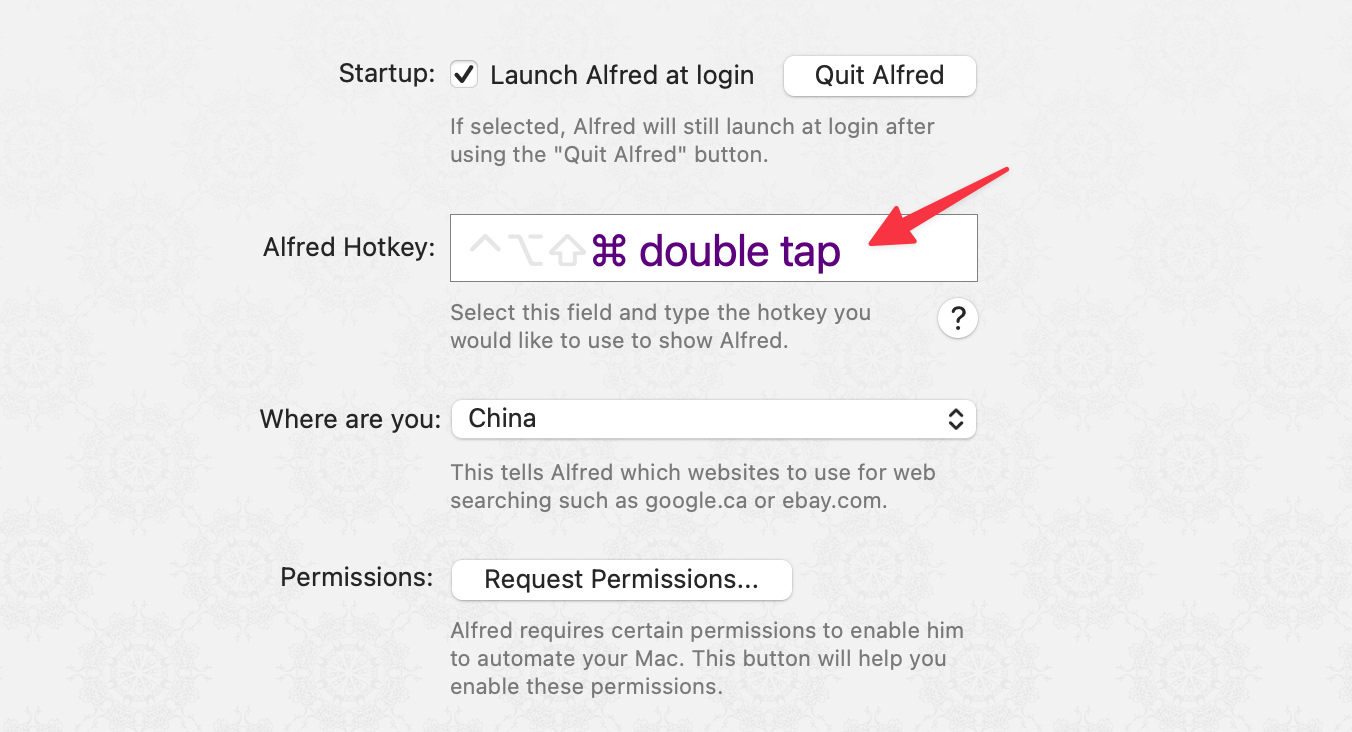 Startup: ✓ Launch Alfred at login Quit Alfred
If selected, Alfred will still launch at login after
using the "Quit Alfred" button.
Alfred Hotkey: ^⌥⇧⌘ double tap
Select this field and type the hotkey you ?
would like to use to show Alfred.
Where are you: China
This tells Alfred which websites to use for web
searching such as google.ca or ebay.com.
Permissions: Request Permissions...
Alfred requires certain permissions to enable him
to automate your Mac. This button will help you
enable these permissions.